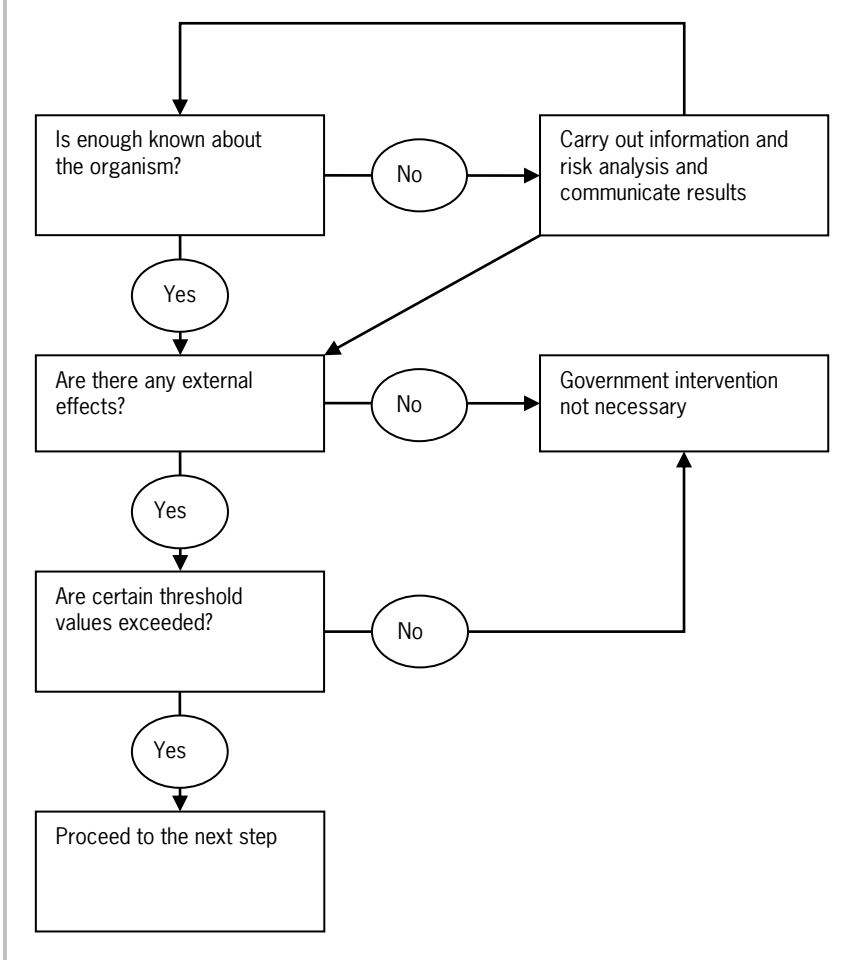 Is enough known about
the organism?
No
Carry out information and
risk analysis and
communicate results
Yes
Are there any external
effects?
No
Government intervention
not necessary
Yes
Are certain threshold
values exceeded?
No
Yes
Proceed to the next step